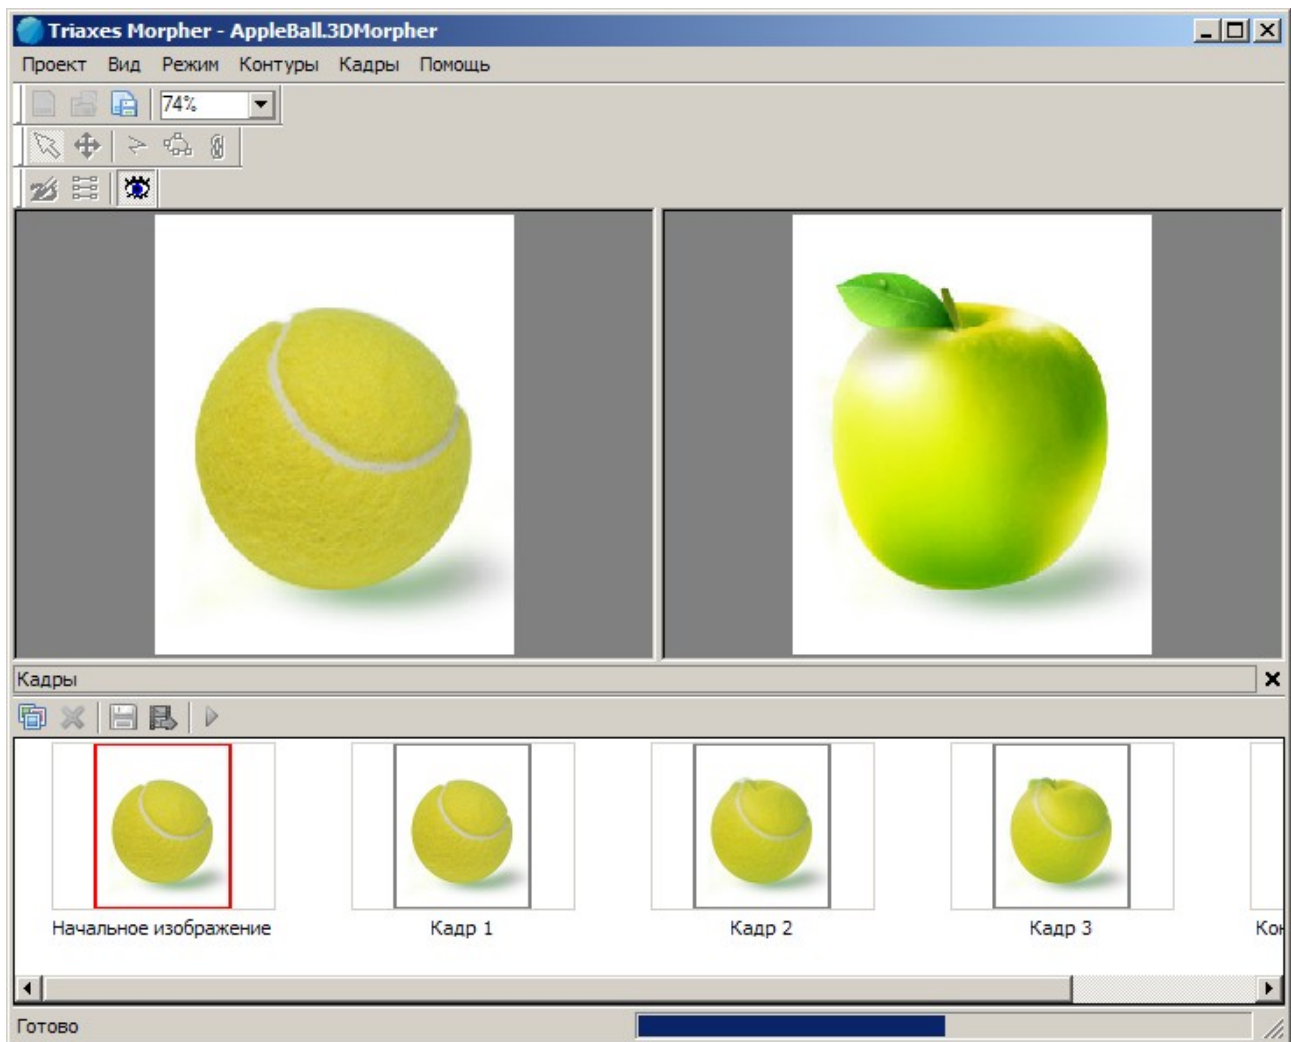 Triaxes Morpher - AppleBall.3DMorpher
Проект Вид Режим Контуры Кадры Помощь
74%
Кадры
Начальное изображение Кадр 1 Кадр 2 Кадр 3
Готово